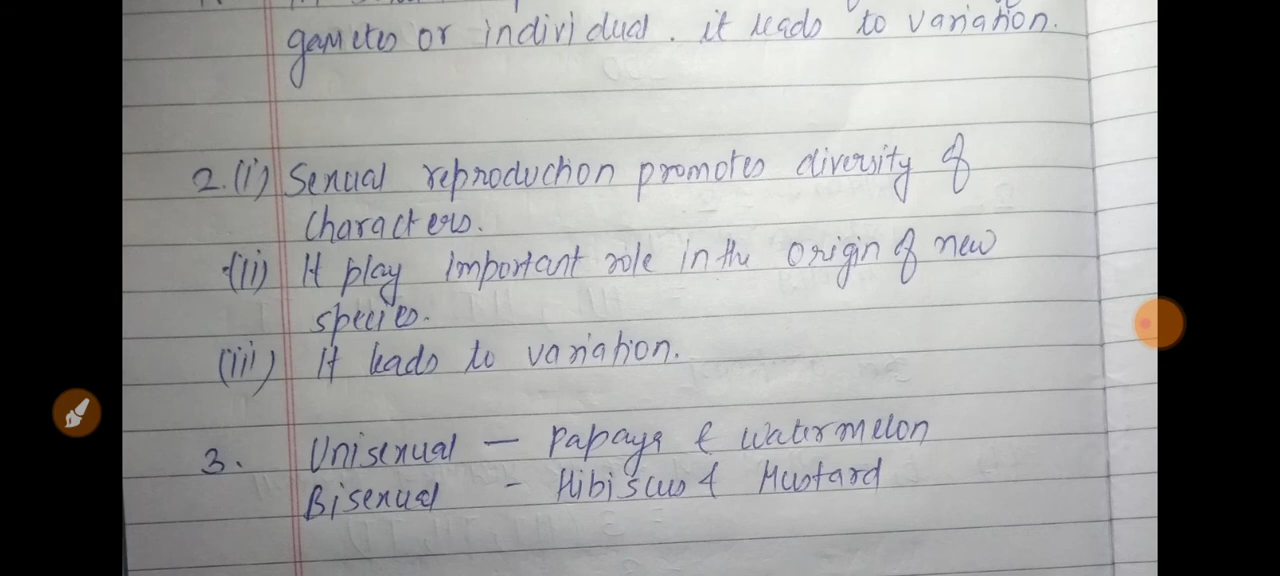 gametes or individual. it leads to variation.
2. (i) Sexual reproduction promotes diversity of
characters.
(ii) It play important role in the origin of new
species.
(iii) It leads to variation.
3. Unisexual — Papaya & Watermelon
Bisexual - Hibiscus & Mustard